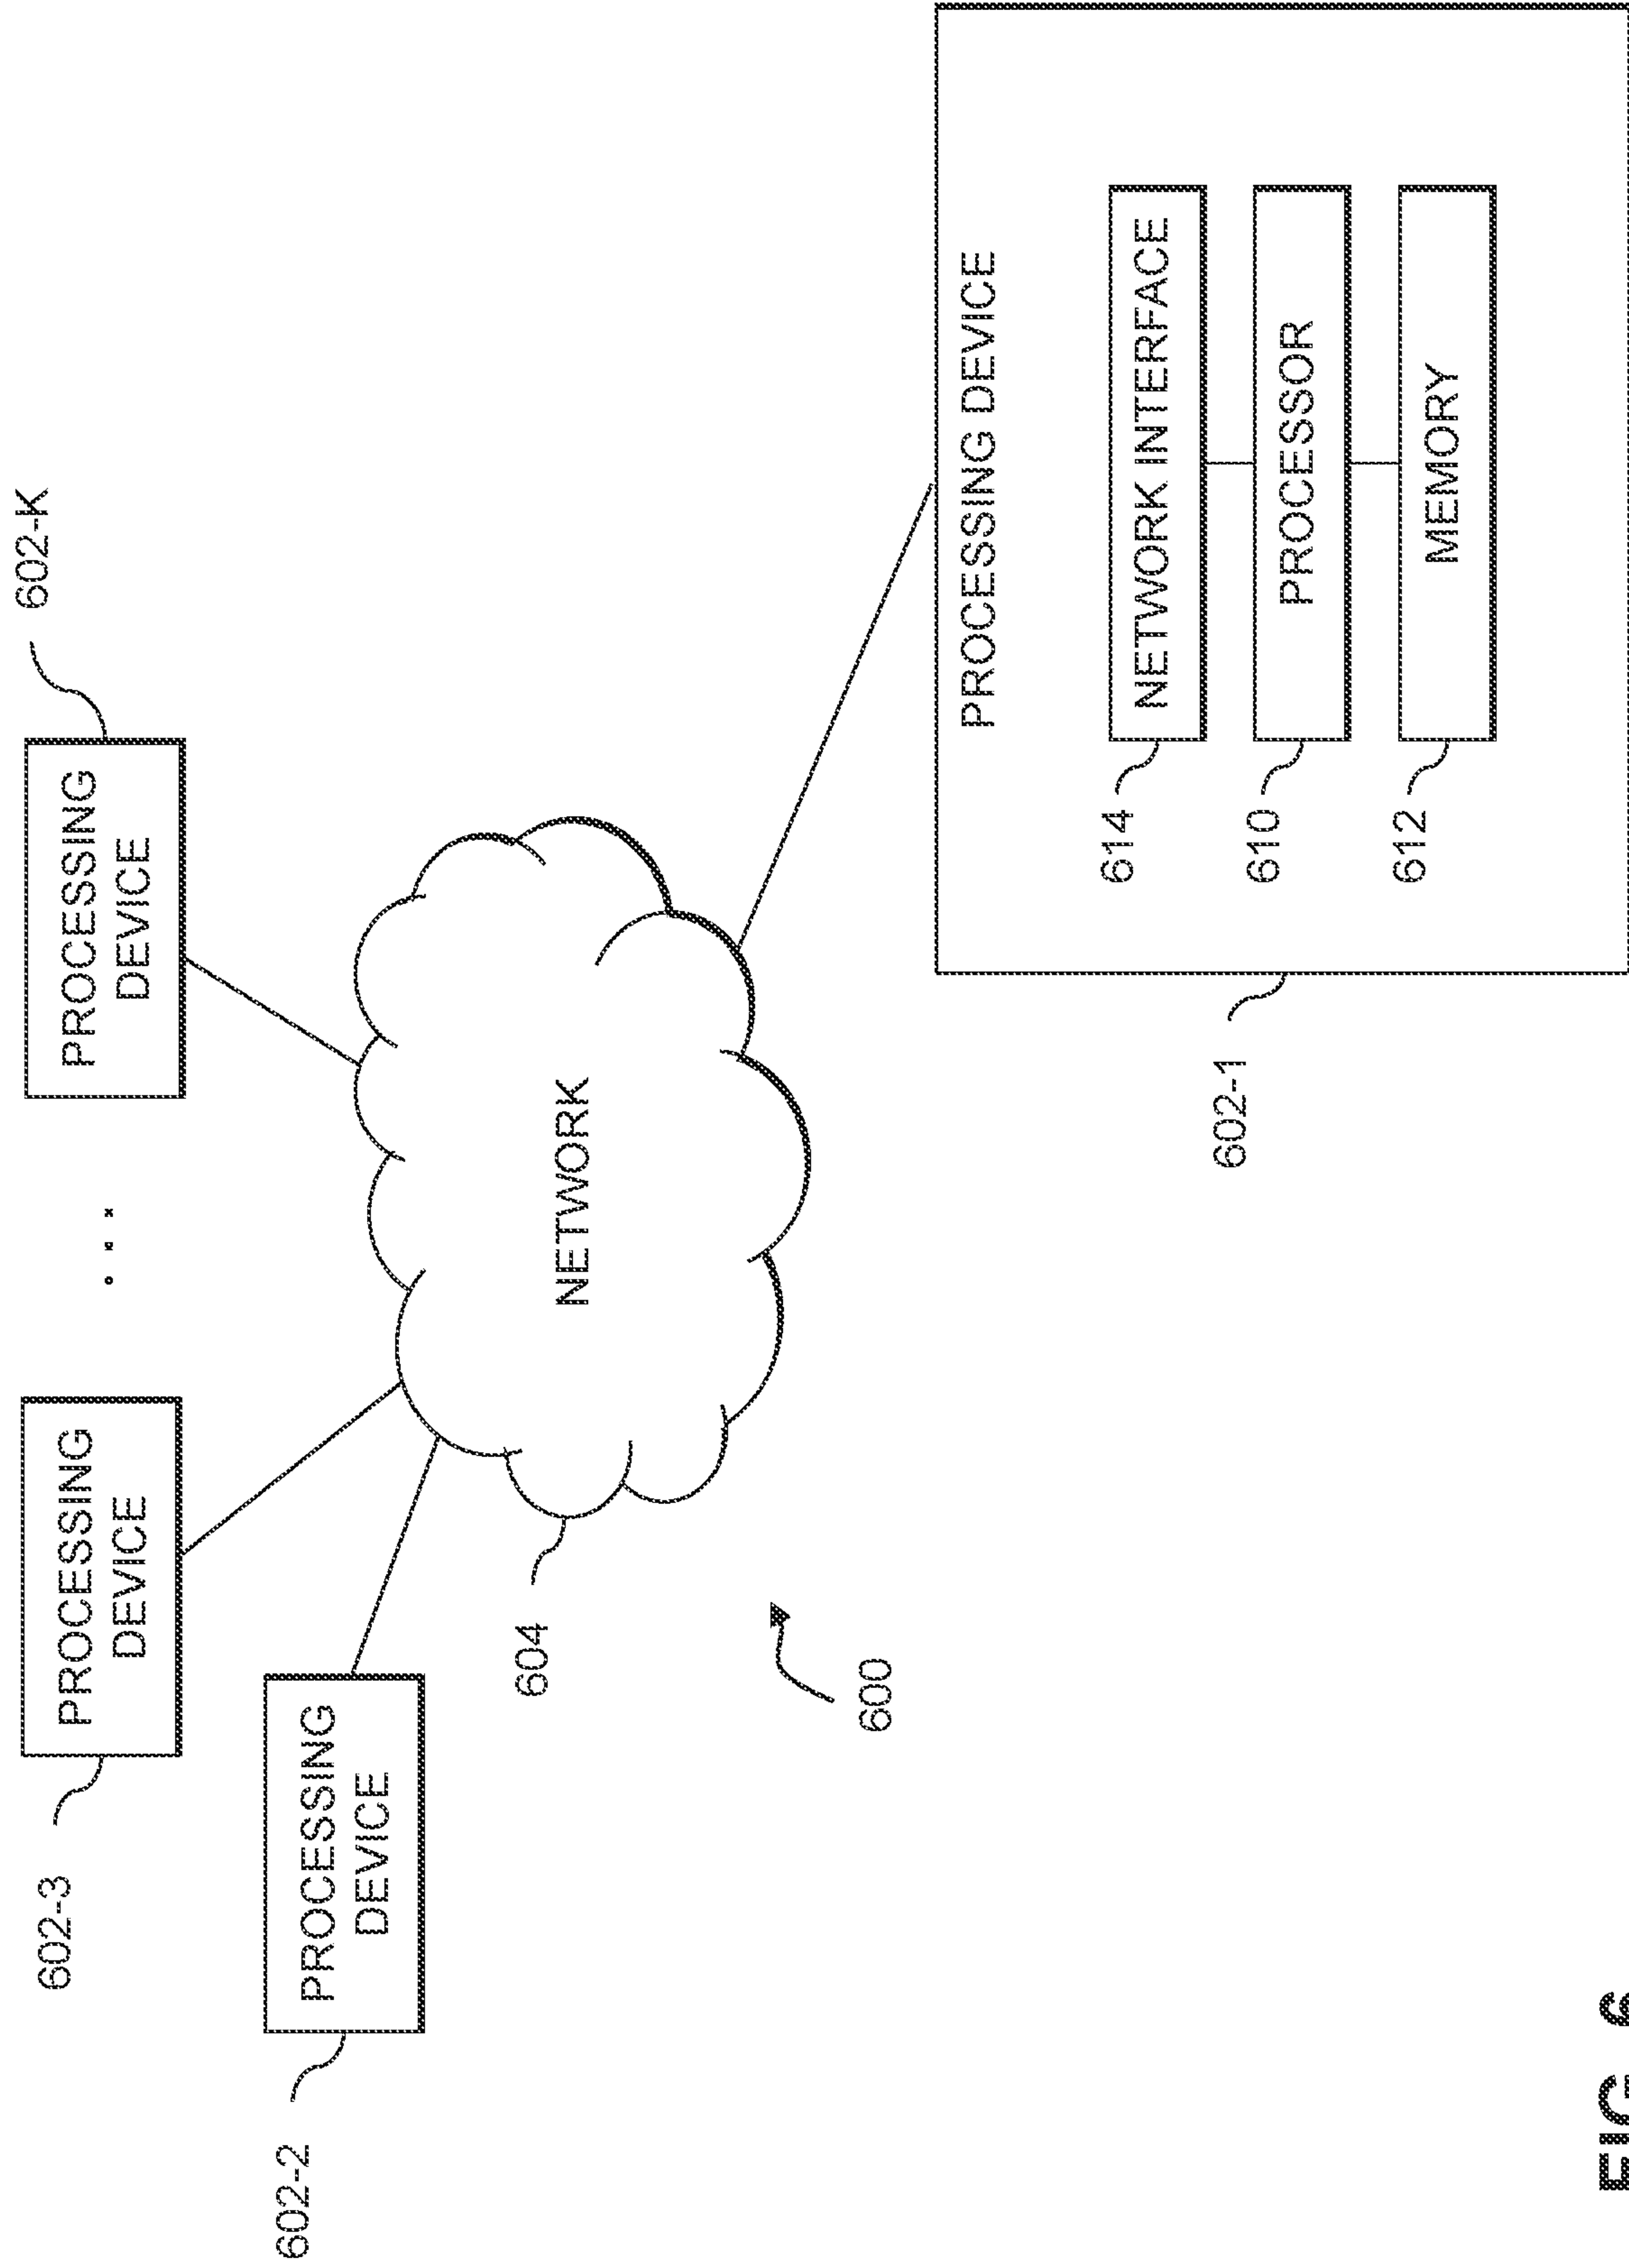 602-2
602-3
602-K
PROCESSING
DEVICE
PROCESSING
DEVICE
. . .
PROCESSING
DEVICE
604
NETWORK
600
602-1
PROCESSING DEVICE
614
NETWORK INTERFACE
610
PROCESSOR
612
MEMORY
FIG. 6